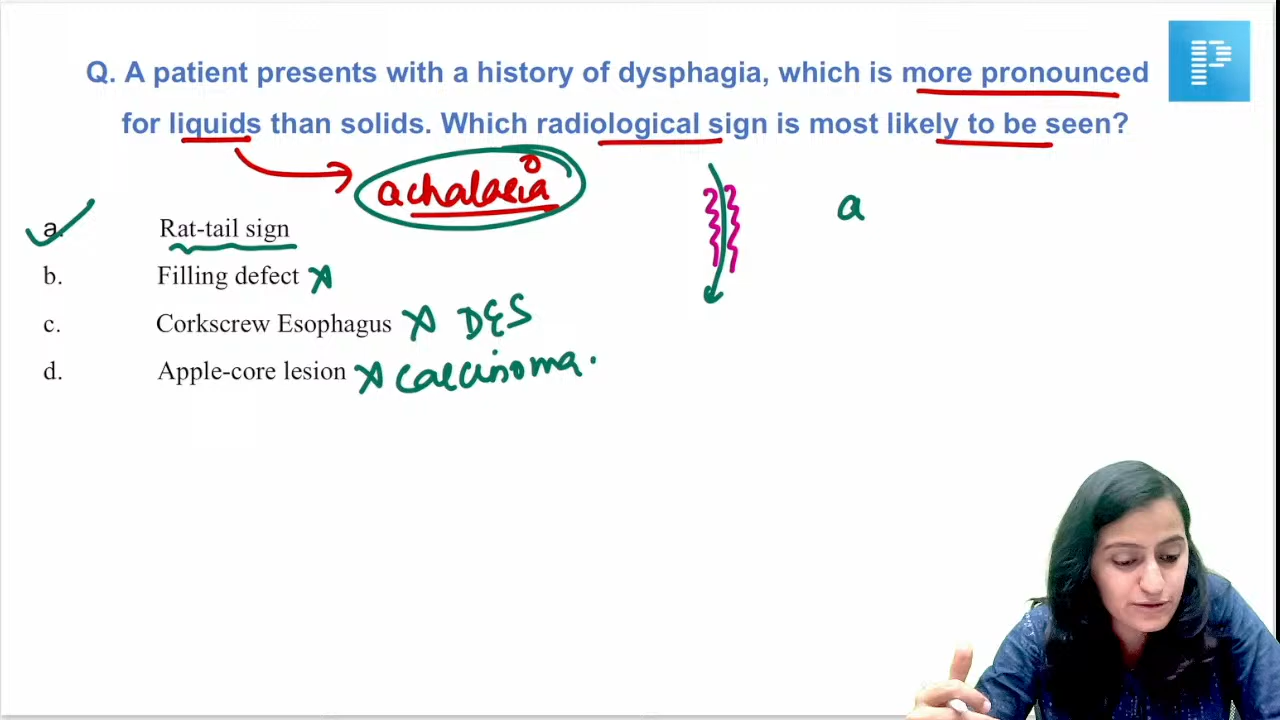 Q. A patient presents with a history of dysphagia, which is more pronounced
for liquids than solids. Which radiological sign is most likely to be seen?
achalasia
a
a. Rat-tail sign
b. Filling defect X
c. Corkscrew Esophagus X DES
d. Apple-core lesion X Carcinoma.
P